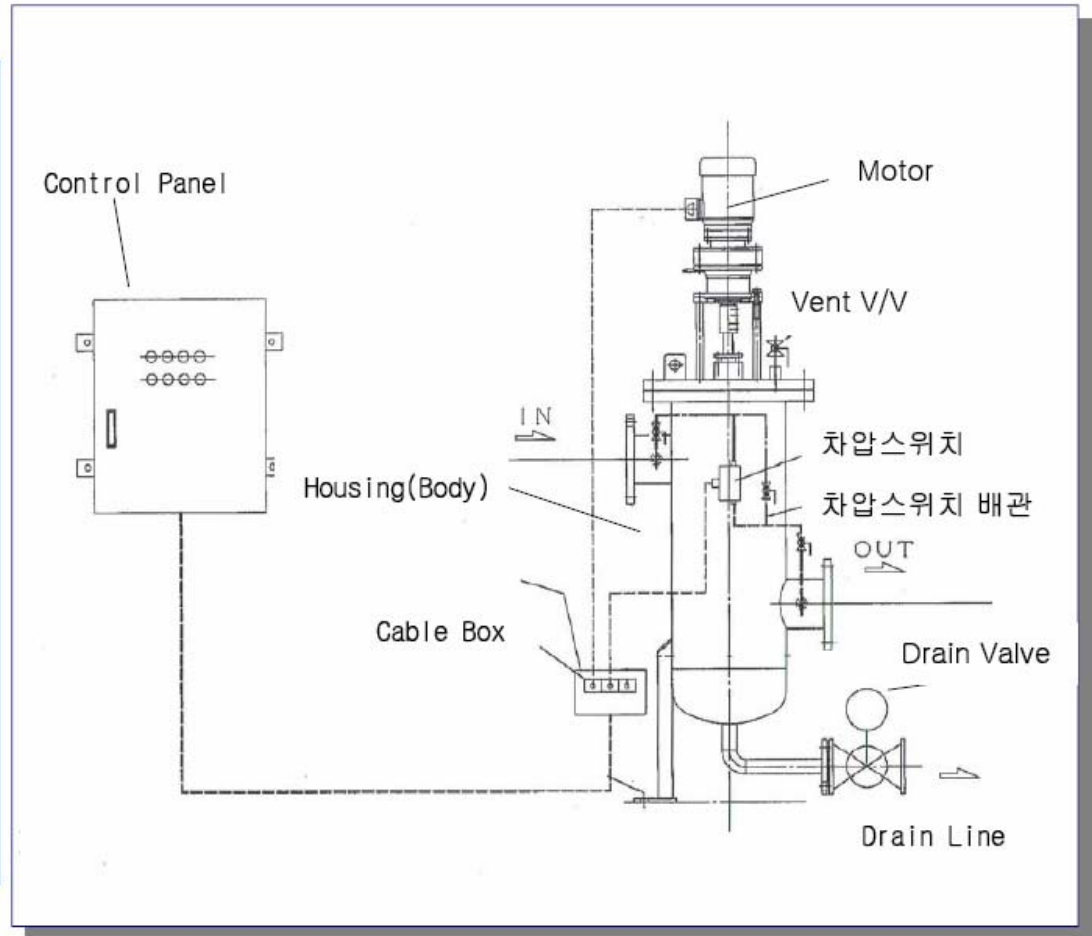 Motor
Control Panel
Vent V/V
IN
차압스위치
Housing(Body)
차압스위치 배관
OUT
Cable Box
Drain Valve
Drain Line